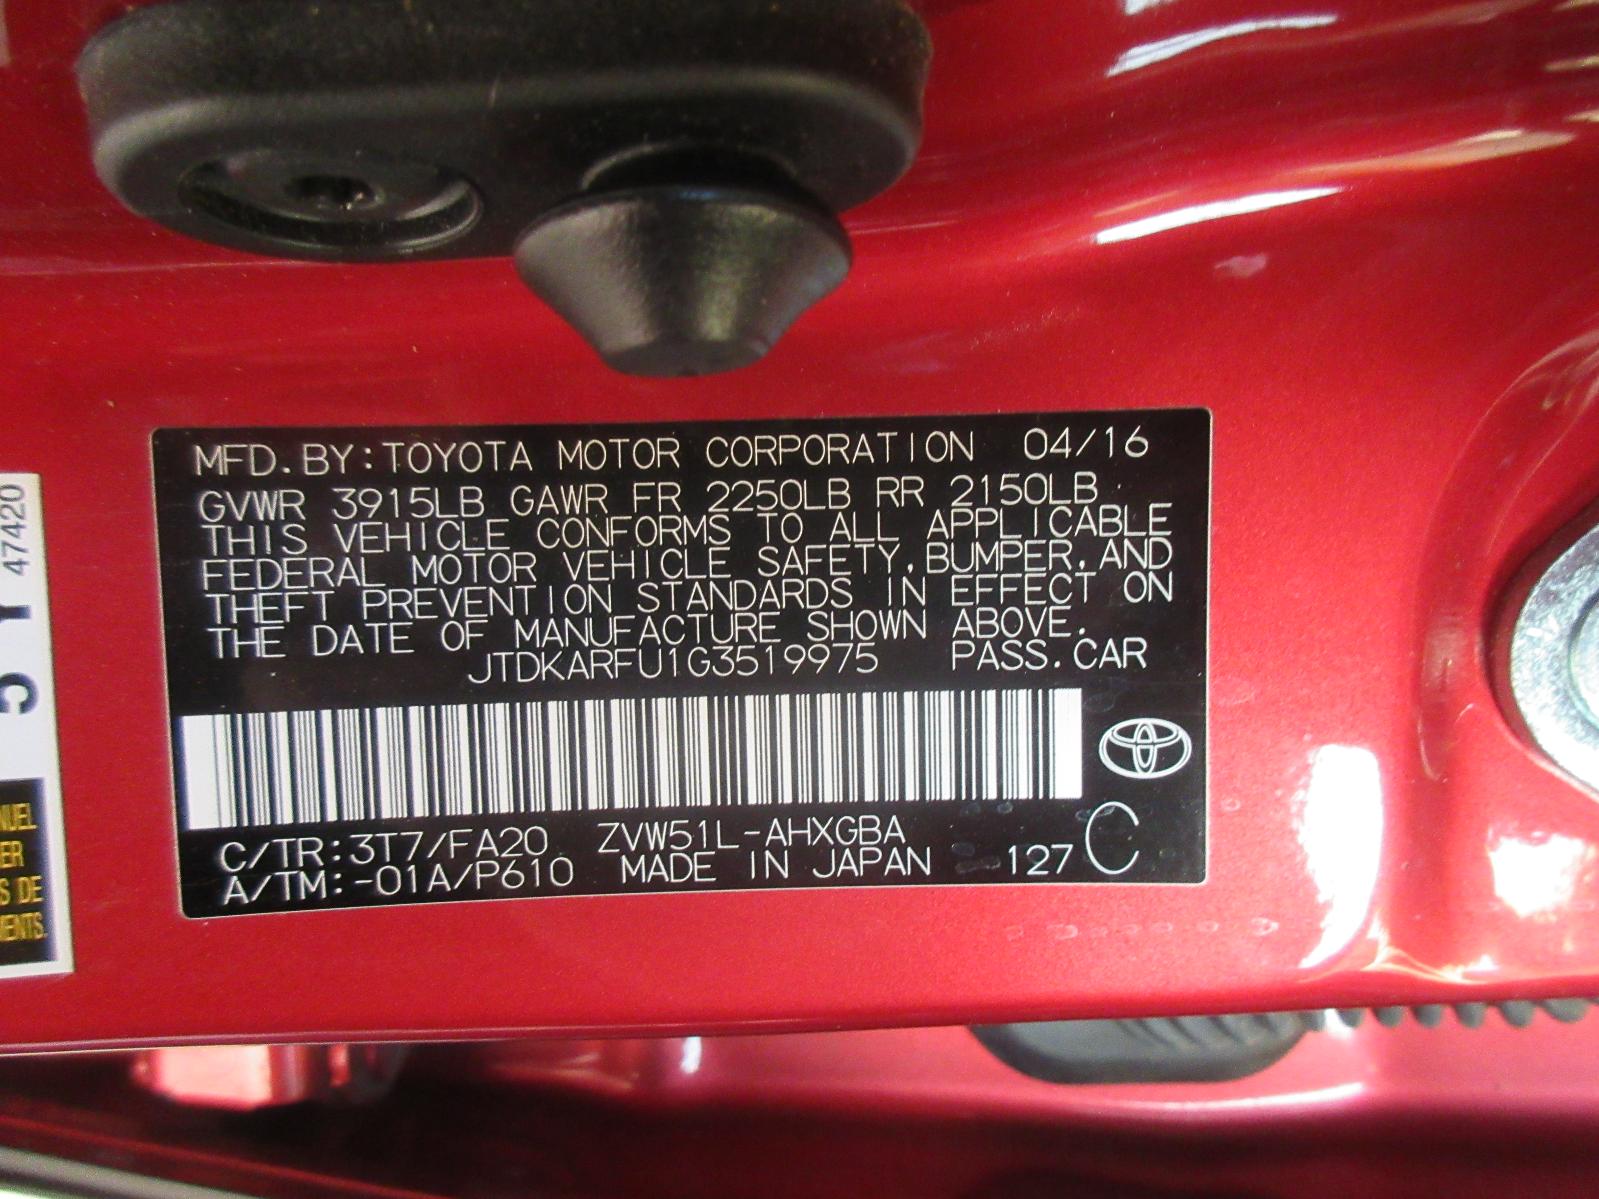 MFD.BY:TOYOTA MOTOR CORPORATION 04/16
GVWR 3915LB GAWR FR 2250LB RR 2150LB
THIS VEHICLE CONFORMS TO ALL APPLICABLE
FEDERAL MOTOR VEHICLE SAFETY,BUMPER,AND
THEFT PREVENTION STANDARDS IN EFFECT ON
THE DATE OF MANUFACTURE SHOWN ABOVE.
JTDKARFU1G3519975 PASS.CAR
C/TR:3T7/FA20 ZVW51L-AHXGBA
A/TM:-01A/P610 MADE IN JAPAN 127 C
5 Y 47420
S DE